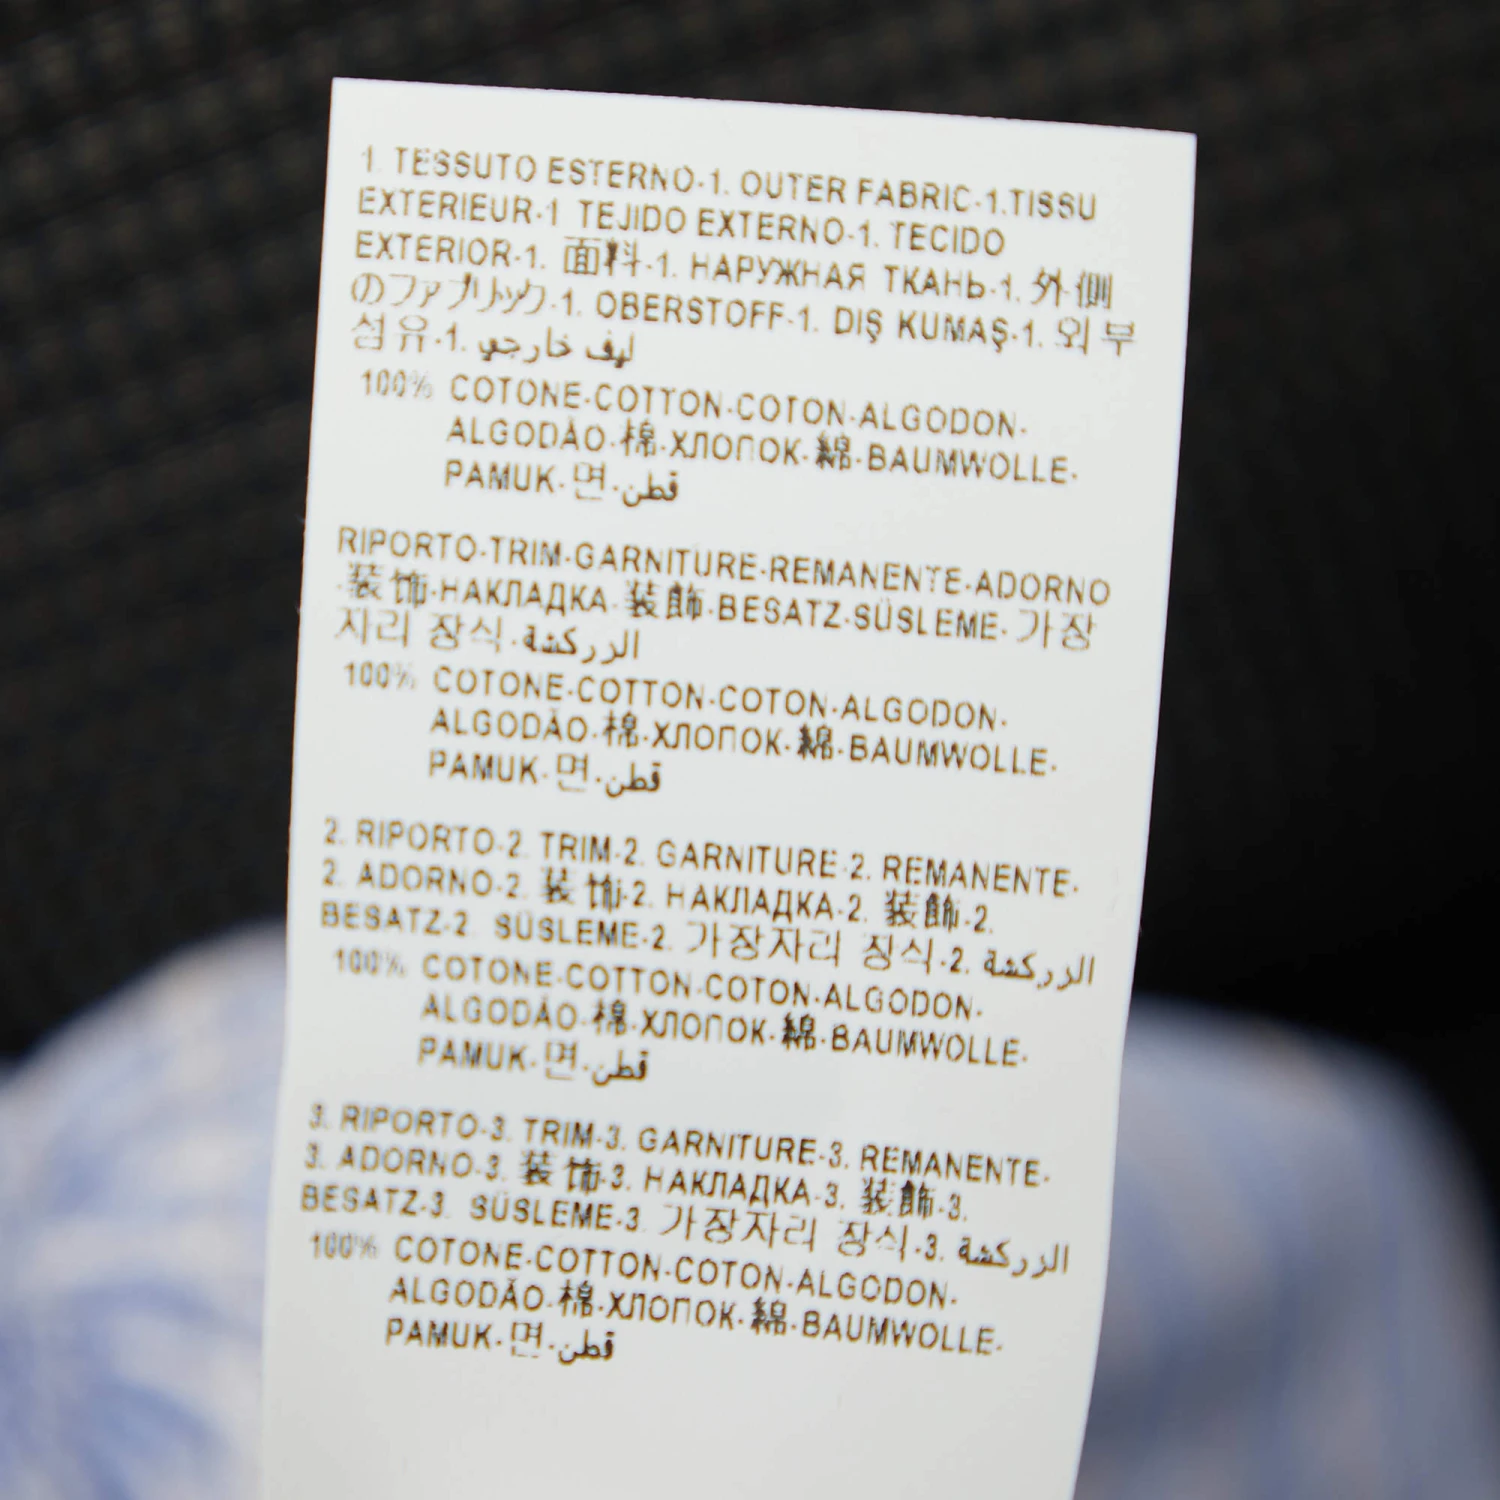 1. TESSUTO ESTERNO-1. OUTER FABRIC-1.TISSU
EXTERIEUR-1 TEJIDO EXTERNO-1. TECIDO
EXTERIOR-1. 面料-1. НАРУЖНАЯ ТКАНЬ-1. 外側
のファブリック-1. OBERSTOFF-1. DIŞ KUMAŞ-1. 외부
섬유-1. ليف خارجي
100% COTONE-COTTON-COTON-ALGODON-
ALGODÃO-棉-ХЛОПОК-綿-BAUMWOLLE-
PAMUK-면-قطن
RIPORTO-TRIM-GARNITURE-REMANENTE-ADORNO
-装饰-НАКЛАДКА-装飾-BESATZ-SÜSLEME-가장
자리 장식-الزركشة
100% COTONE-COTTON-COTON-ALGODON-
ALGODÃO-棉-ХЛОПОК-綿-BAUMWOLLE-
PAMUK-면-قطن
2. RIPORTO-2. TRIM-2. GARNITURE-2. REMANENTE-
2. ADORNO-2. 装饰-2. НАКЛАДКА-2. 装飾-2.
BESATZ-2. SÜSLEME-2. 가장자리 장식-2. الزركشة
100% COTONE-COTTON-COTON-ALGODON-
ALGODÃO-棉-ХЛОПОК-綿-BAUMWOLLE-
PAMUK-면-قطن
3. RIPORTO-3. TRIM-3. GARNITURE-3. REMANENTE-
3. ADORNO-3. 装饰-3. НАКЛАДКА-3. 装飾-3.
BESATZ-3. SÜSLEME-3. 가장자리 장식-3. الزركشة
100% COTONE-COTTON-COTON-ALGODON-
ALGODÃO-棉-ХЛОПОК-綿-BAUMWOLLE-
PAMUK-면-قطن